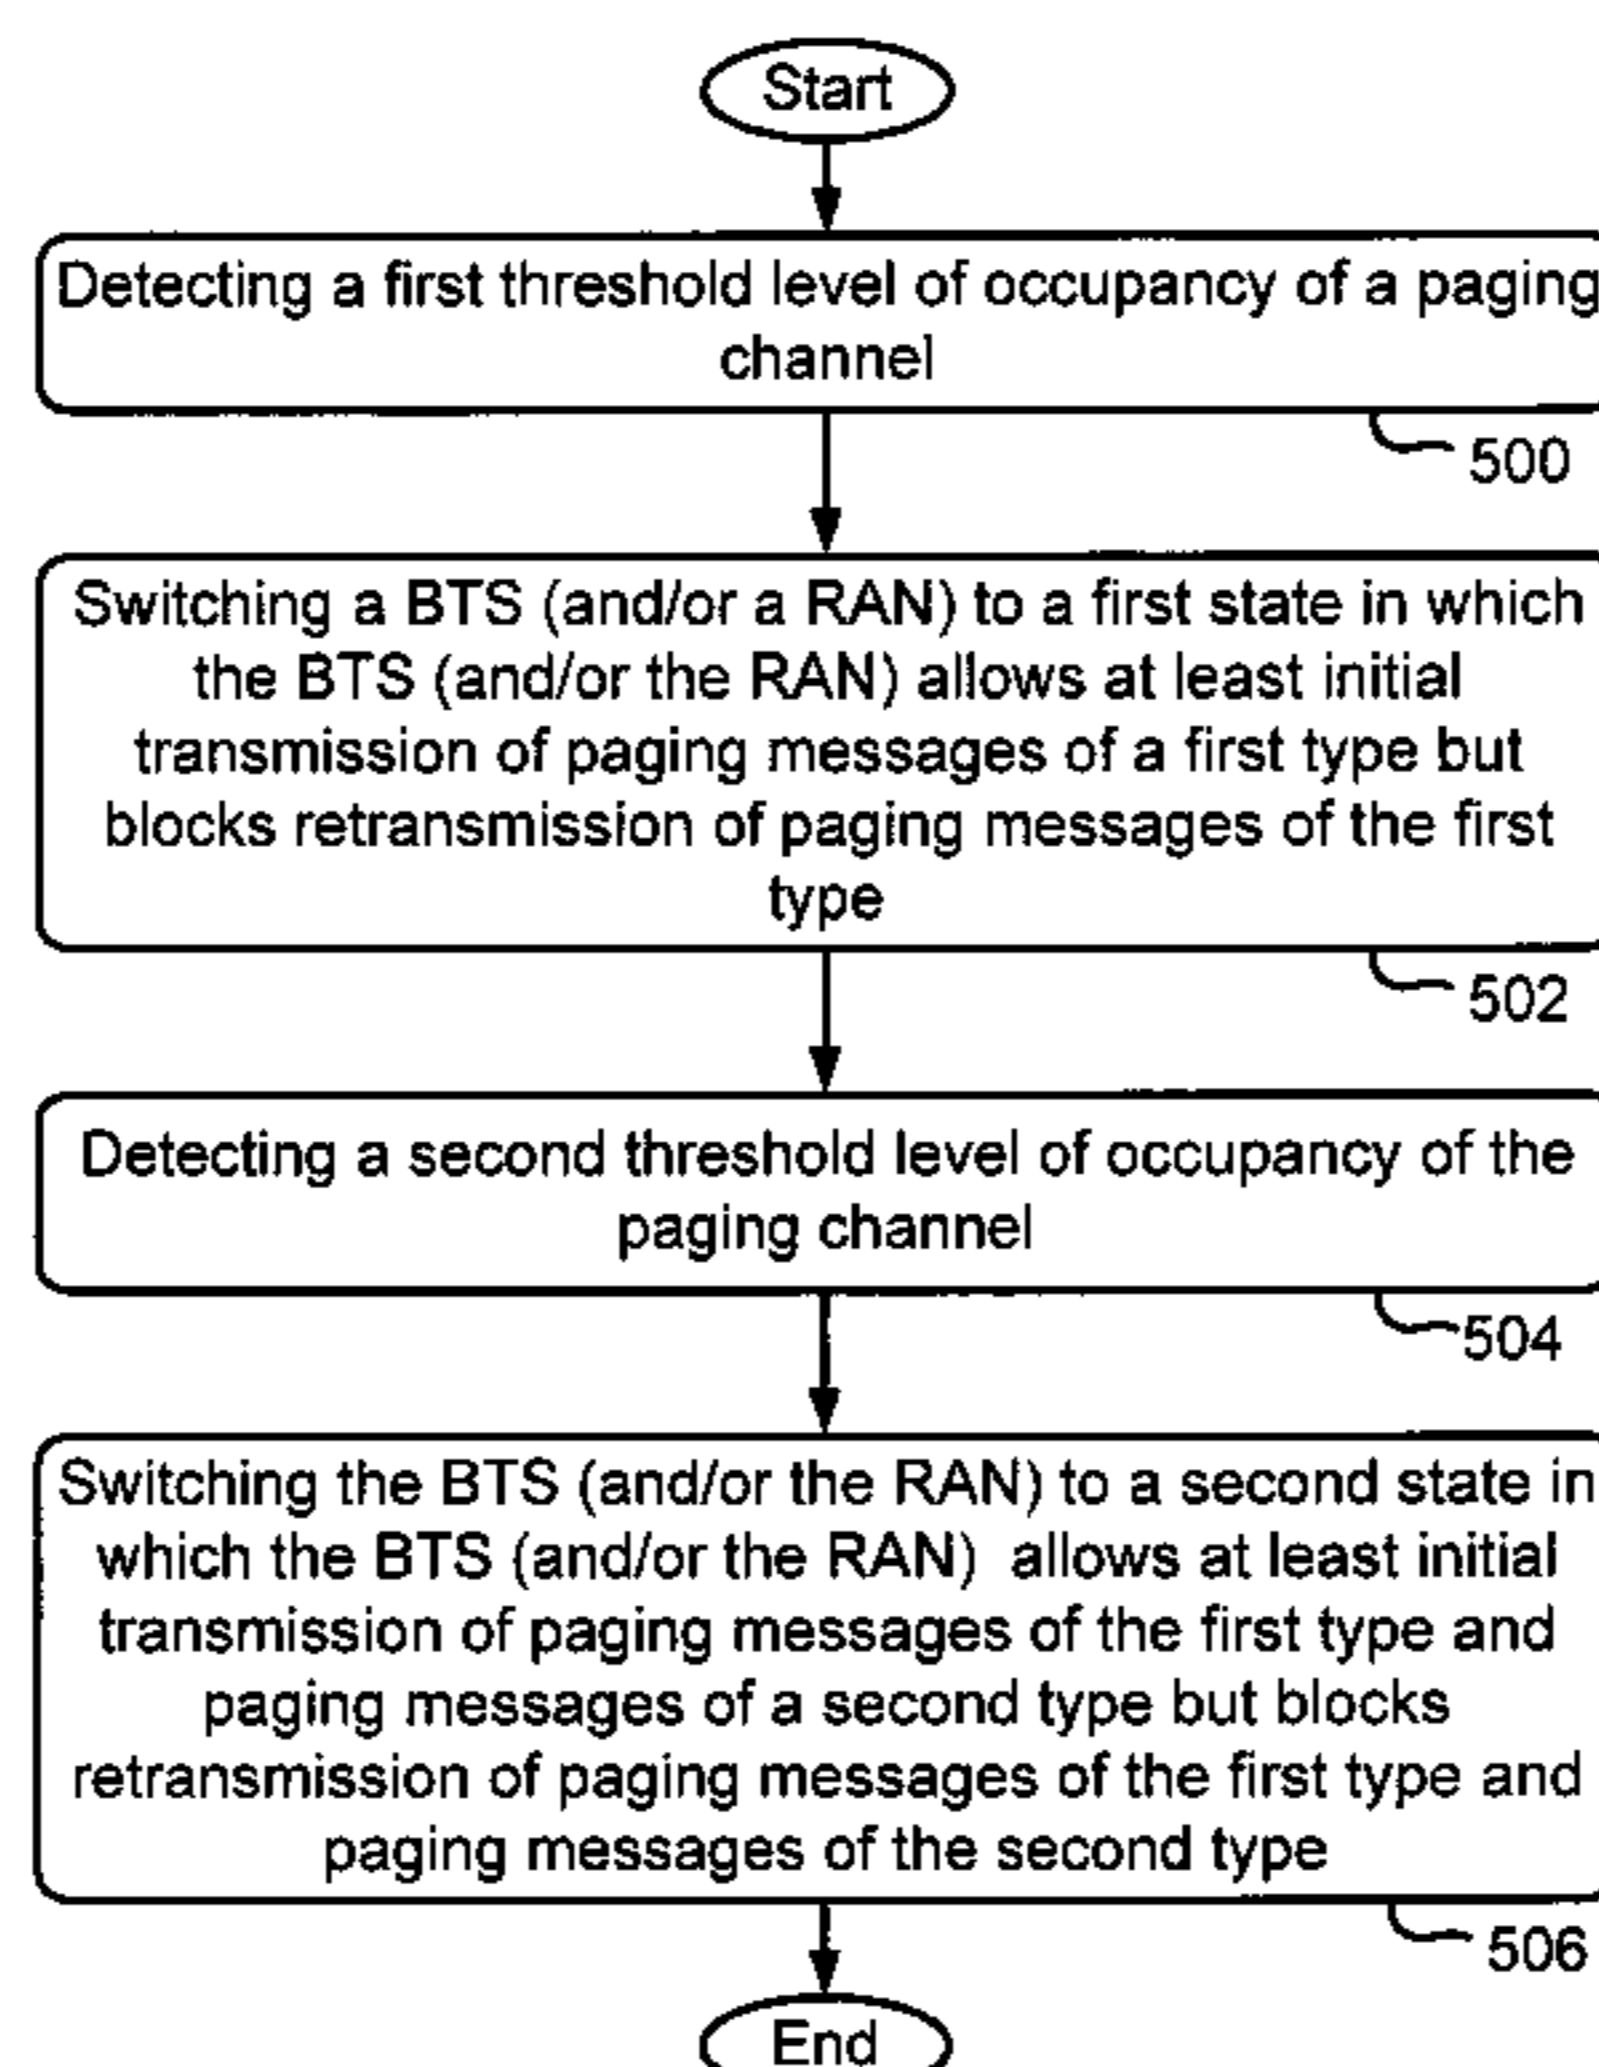 Start
Detecting a first threshold level of occupancy of a paging
channel
500
Switching a BTS (and/or a RAN) to a first state in which
the BTS (and/or the RAN) allows at least initial
transmission of paging messages of a first type but
blocks retransmission of paging messages of the first
type
502
Detecting a second threshold level of occupancy of the
paging channel
504
Switching the BTS (and/or the RAN) to a second state in
which the BTS (and/or the RAN) allows at least initial
transmission of paging messages of the first type and
paging messages of a second type but blocks
retransmission of paging messages of the first type and
paging messages of the second type
506
End